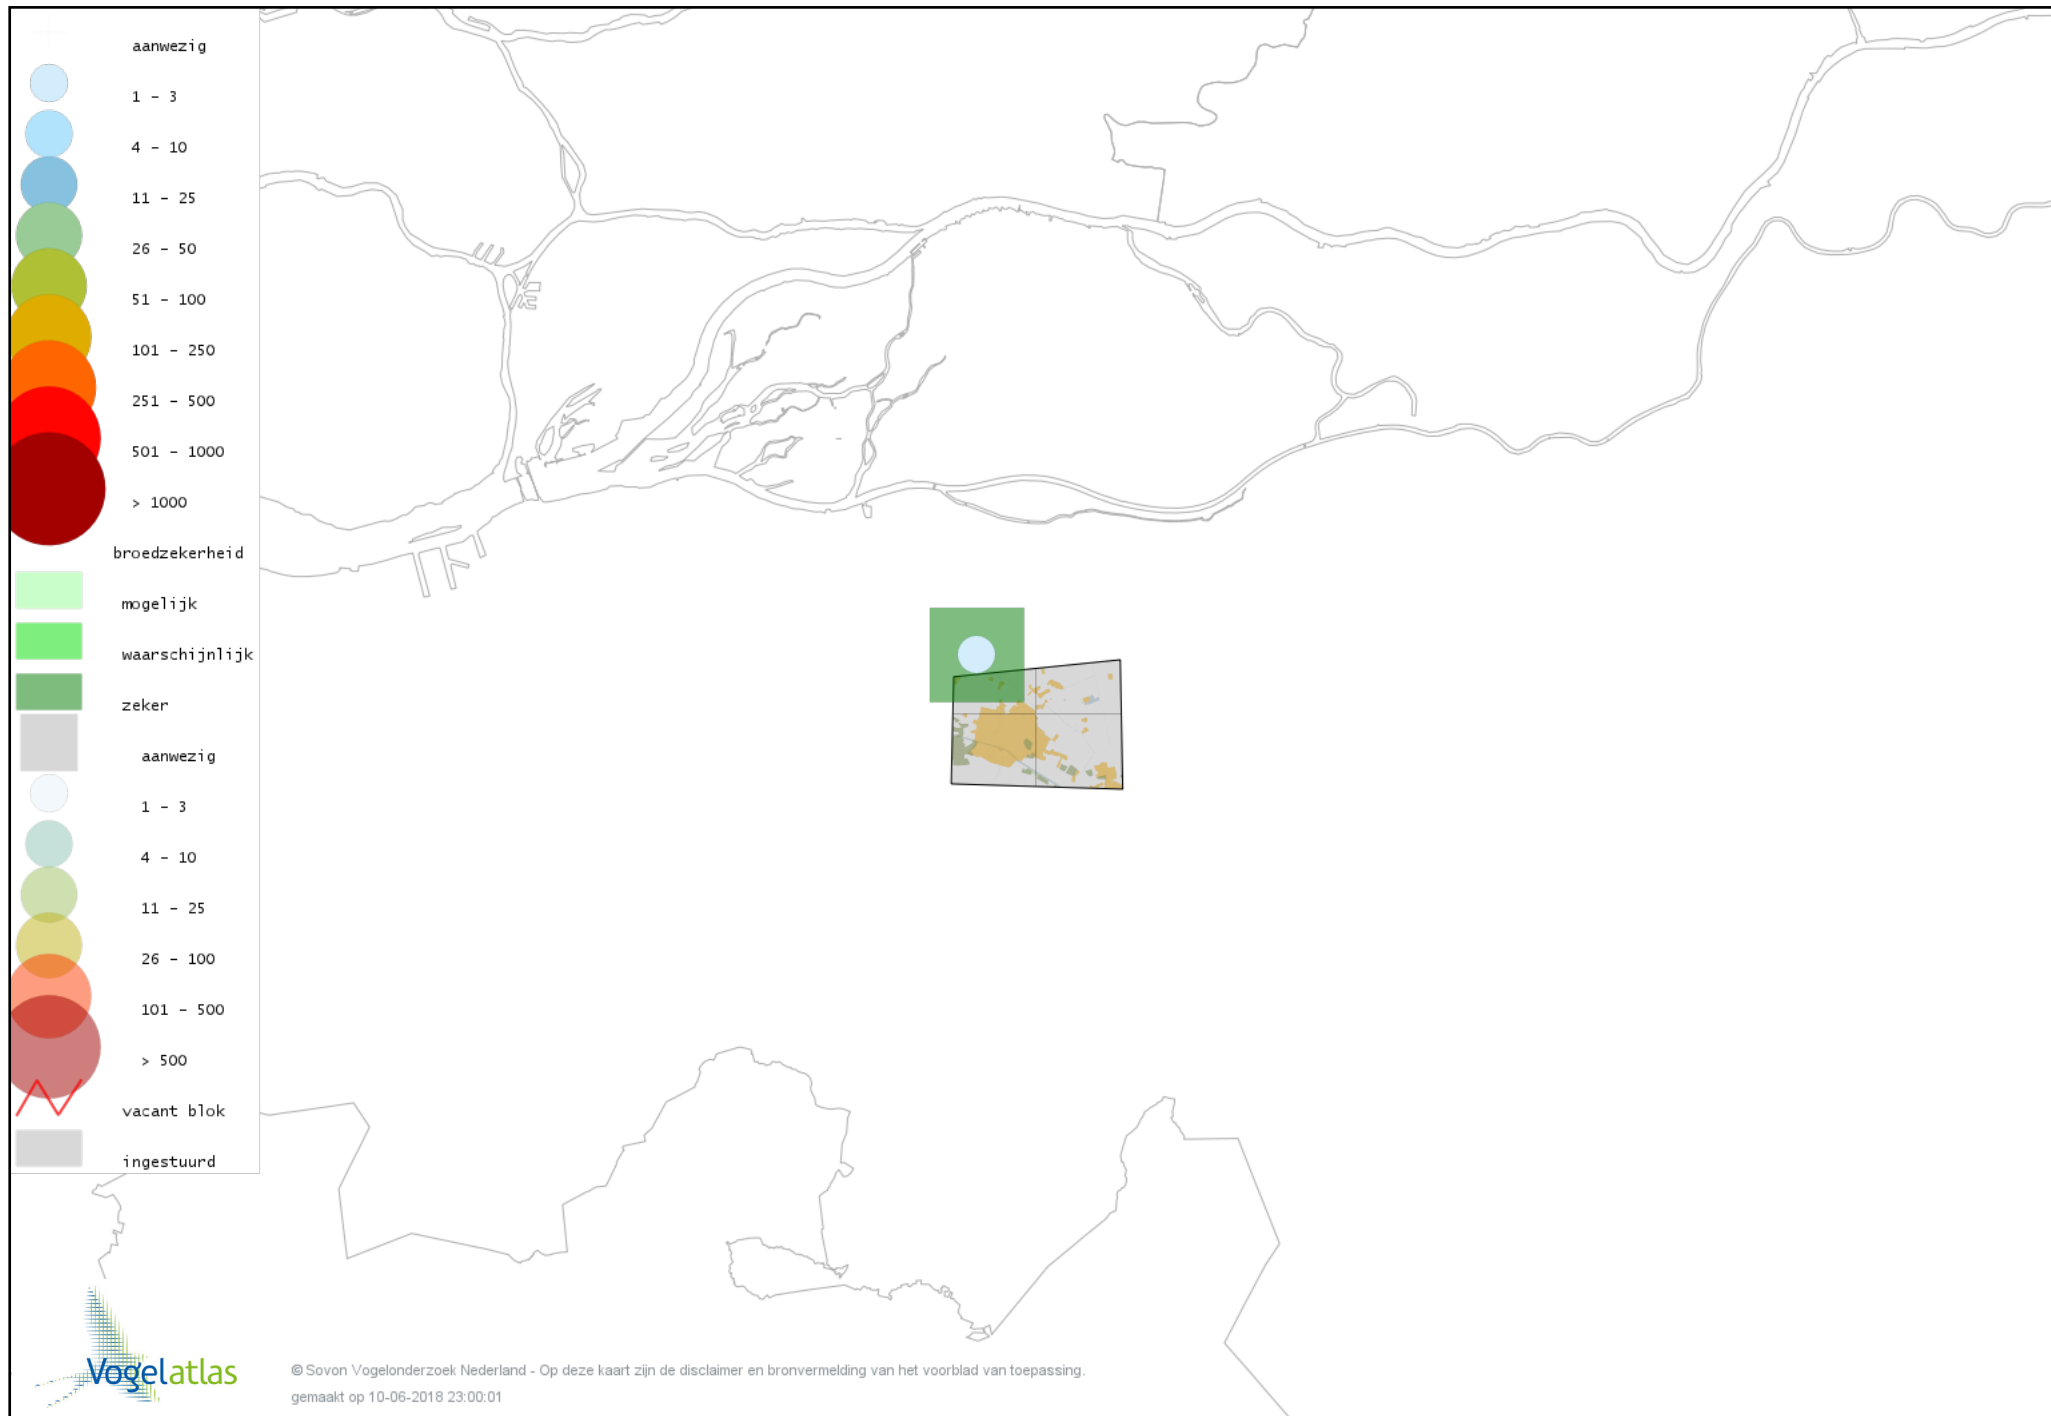 aanwezig
1 - 3
4 - 10
11 - 25
26 - 50
51 - 100
101 - 250
251 - 500
501 - 1000
> 1000
broedzekerheid
mogelijk
waarschijnlijk
zeker
aanwezig
1 - 3
4 - 10
11 - 25
26 - 100
101 - 500
> 500
vacant blok
ingestuurd
Vogelatlas
© Sovon Vogelonderzoek Nederland - Op deze kaart zijn de disclaimer en bronvermelding van het voorblad van toepassing.
gemaakt op 10-06-2018 23:00:01